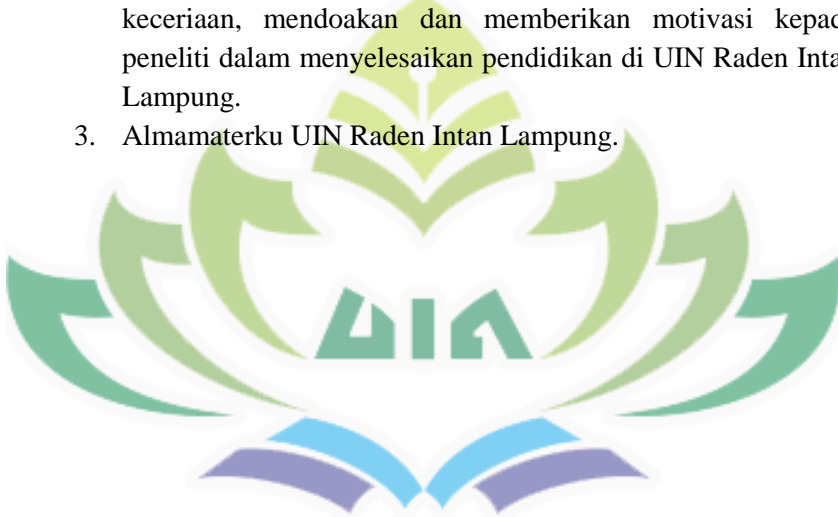 keceriaan, mendoakan dan memberikan motivasi kepad
peneliti dalam menyelesaikan pendidikan di UIN Raden Inta
Lampung.
3. Almamaterku UIN Raden Intan Lampung.
UIN